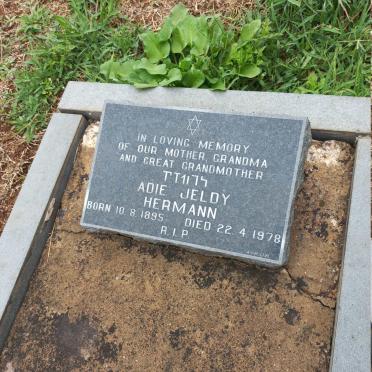 IN LOVING MEMORY
OF OUR MOTHER, GRANDMA
AND GREAT GRANDMOTHER
ADIE JELDY
HERMANN
BORN 10.8.1895. DIED 22.4.1978
R.I.P